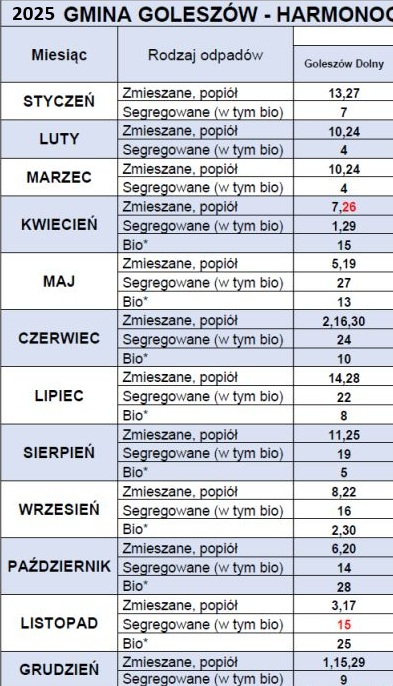 2025 GMINA GOLESZÓW - HARMONO
Miesiąc Rodzaj odpadów Goleszów Dolny
STYCZEŃ
Zmieszane, popiół 13,27
Segregowane (w tym bio) 7
LUTY
Zmieszane, popiół 10,24
Segregowane (w tym bio) 4
MARZEC
Zmieszane, popiół 10,24
Segregowane (w tym bio) 4
KWIECIEŃ
Zmieszane, popiół 7,26
Segregowane (w tym bio) 1,29
Bio* 15
MAJ
Zmieszane, popiół 5,19
Segregowane (w tym bio) 27
Bio* 13
CZERWIEC
Zmieszane, popiół 2,16,30
Segregowane (w tym bio) 24
Bio* 10
LIPIEC
Zmieszane, popiół 14,28
Segregowane (w tym bio) 22
Bio* 8
SIERPIEŃ
Zmieszane, popiół 11,25
Segregowane (w tym bio) 19
Bio* 5
WRZESIEŃ
Zmieszane, popiół 8,22
Segregowane (w tym bio) 16
Bio* 2,30
PAŹDZIERNIK
Zmieszane, popiół 6,20
Segregowane (w tym bio) 14
Bio* 28
LISTOPAD
Zmieszane, popiół 3,17
Segregowane (w tym bio) 15
Bio* 25
GRUDZIEŃ
Zmieszane, popiół 1,15,29
Segregowane (w tym bio) 9